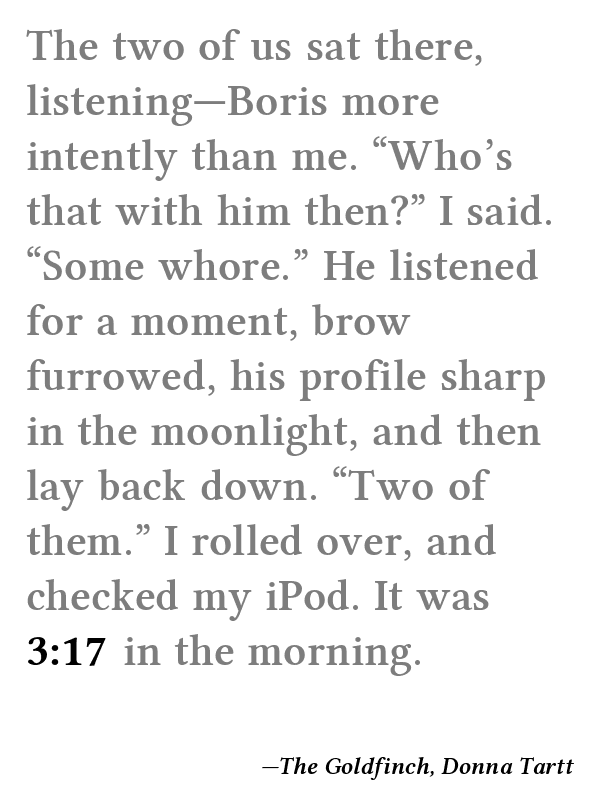 The two of us sat there,
listening—Boris more
intently than me. “Who’s
that with him then?” I said.
“Some whore.” He listened
for a moment, brow
furrowed, his profile sharp
in the moonlight, and then
lay back down. “Two of
them.” I rolled over, and
checked my iPod. It was
3:17 in the morning.
—The Goldfinch, Donna Tartt